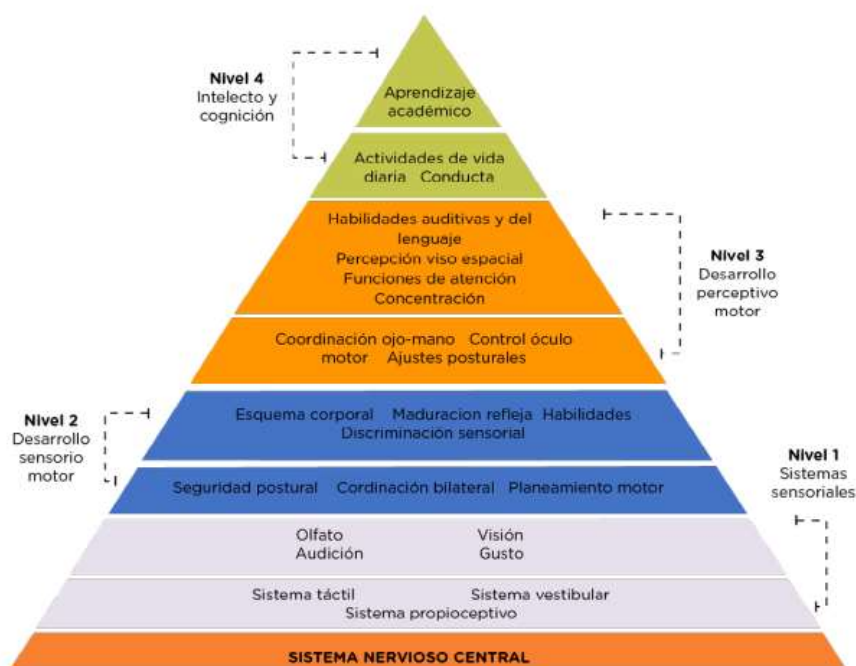 Nivel 4
Intelecto y
cognición
Aprendizaje
académico
Actividades de vida
diaria Conducta
Habilidades auditivas y del
lenguaje
Percepción viso espacial
Funciones de atención
Concentración
Nivel 3
Desarrollo
perceptivo
motor
Coordinación ojo-mano Control óculo
motor Ajustes posturales
Nivel 2
Desarrollo
sensorio
motor
Esquema corporal Maduracion refleja Habilidades
Discriminación sensorial
Seguridad postural Cordinación bilateral Planeamiento motor
Nivel 1
Sistemas
sensoriales
Olfato Visión
Audición Gusto
Sistema táctil Sistema vestibular
Sistema propioceptivo
SISTEMA NERVIOSO CENTRAL